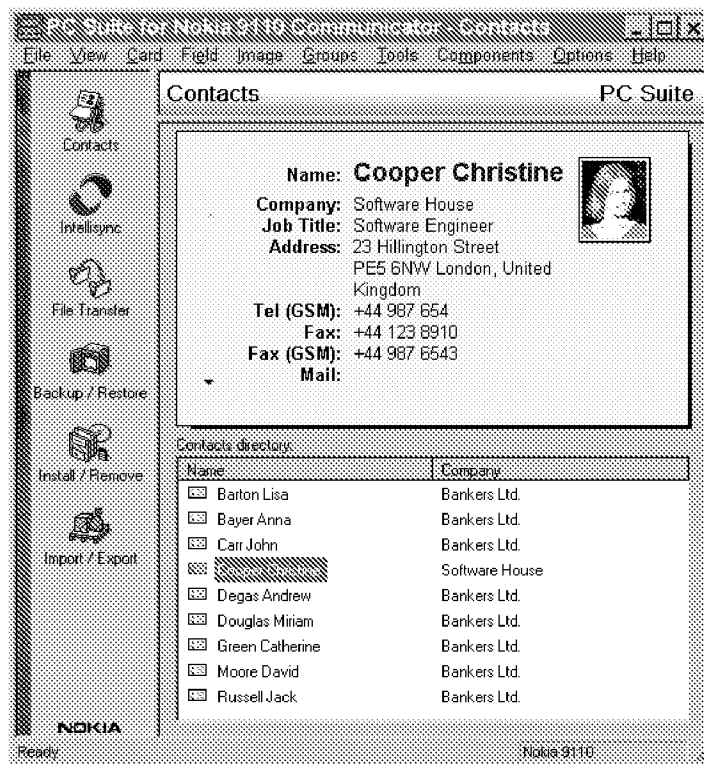 PC Suite for Nokia 9110 Communicator - Contacts
File View Card Field Image Groups Tools Components Options Help
Contacts PC Suite
Contacts
Intellisync
File Transfer
Backup / Restore
Install / Remove
Import / Export
NOKIA
Name: Cooper Christine
Company: Software House
Job Title: Software Engineer
Address: 23 Hillington Street
PE5 6NW London, United
Kingdom
Tel (GSM): +44 987 654
Fax: +44 123 8910
Fax (GSM): +44 987 6543
Mail:
Contacts directory:
Name Company
Barton Lisa Bankers Ltd.
Bayer Anna Bankers Ltd.
Carr John Bankers Ltd.
Cooper Christine Software House
Degas Andrew Bankers Ltd.
Douglas Miriam Bankers Ltd.
Green Catherine Bankers Ltd.
Moore David Bankers Ltd.
Russell Jack Bankers Ltd.
Ready Nokia 9110